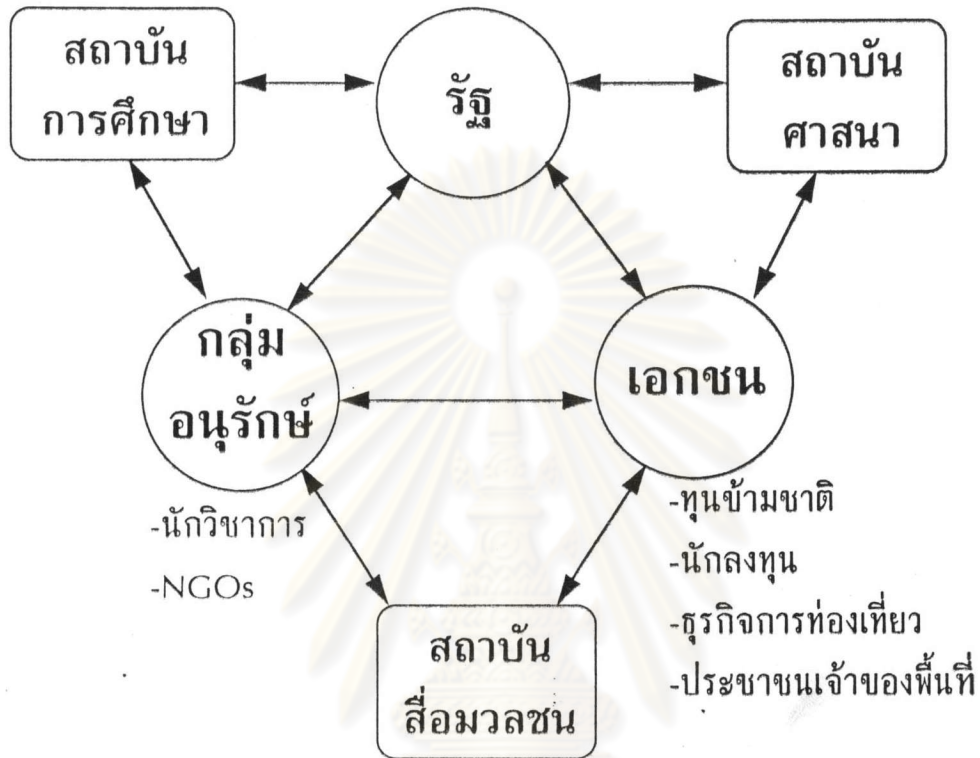 สถาบัน
การศึกษา
รัฐ
สถาบัน
ศาสนา
กลุ่ม
อนุรักษ์
เอกชน
-นักวิชาการ
-NGOs
-ทุนข้ามชาติ
-นักลงทุน
-ธุรกิจการท่องเที่ยว
-ประชาชนเจ้าของพื้นที่
สถาบัน
สื่อมวลชน